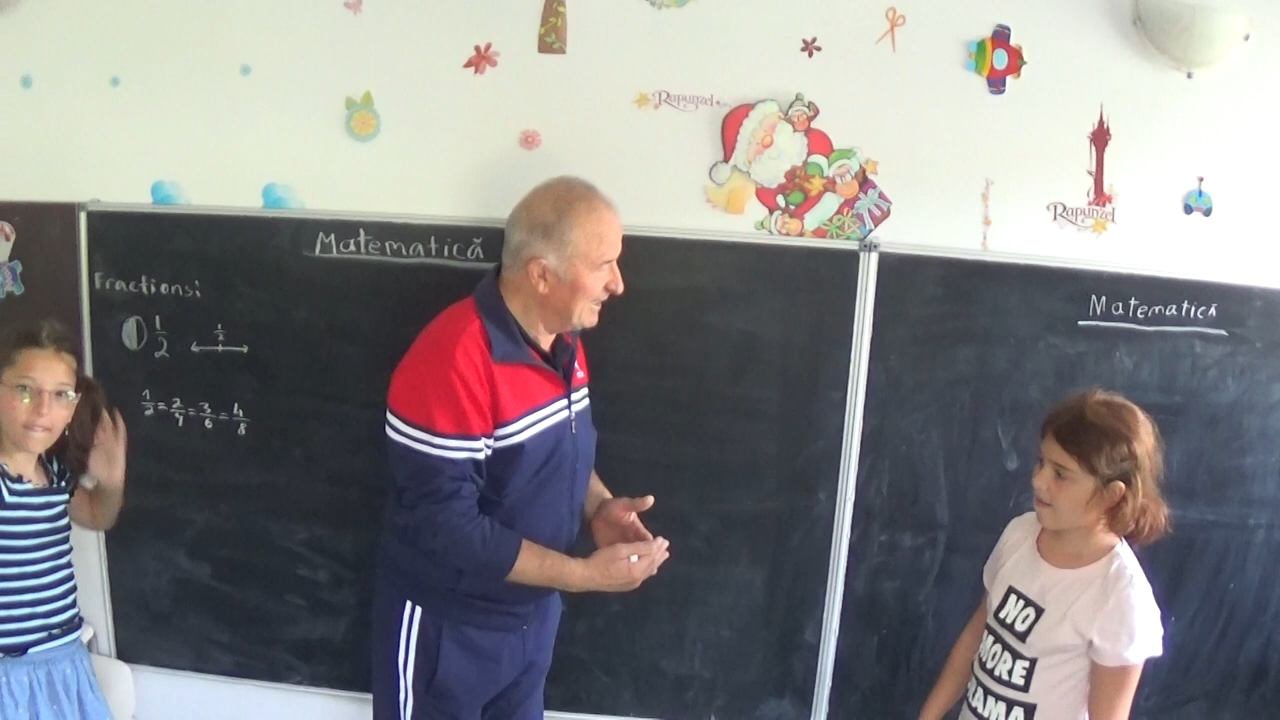 Rapunzel
Rapunzel
Matematică
Matematică
Fractions:
1/2
1/2
1/2 = 2/4 = 3/6 = 4/8
NO
MORE
DRAMA